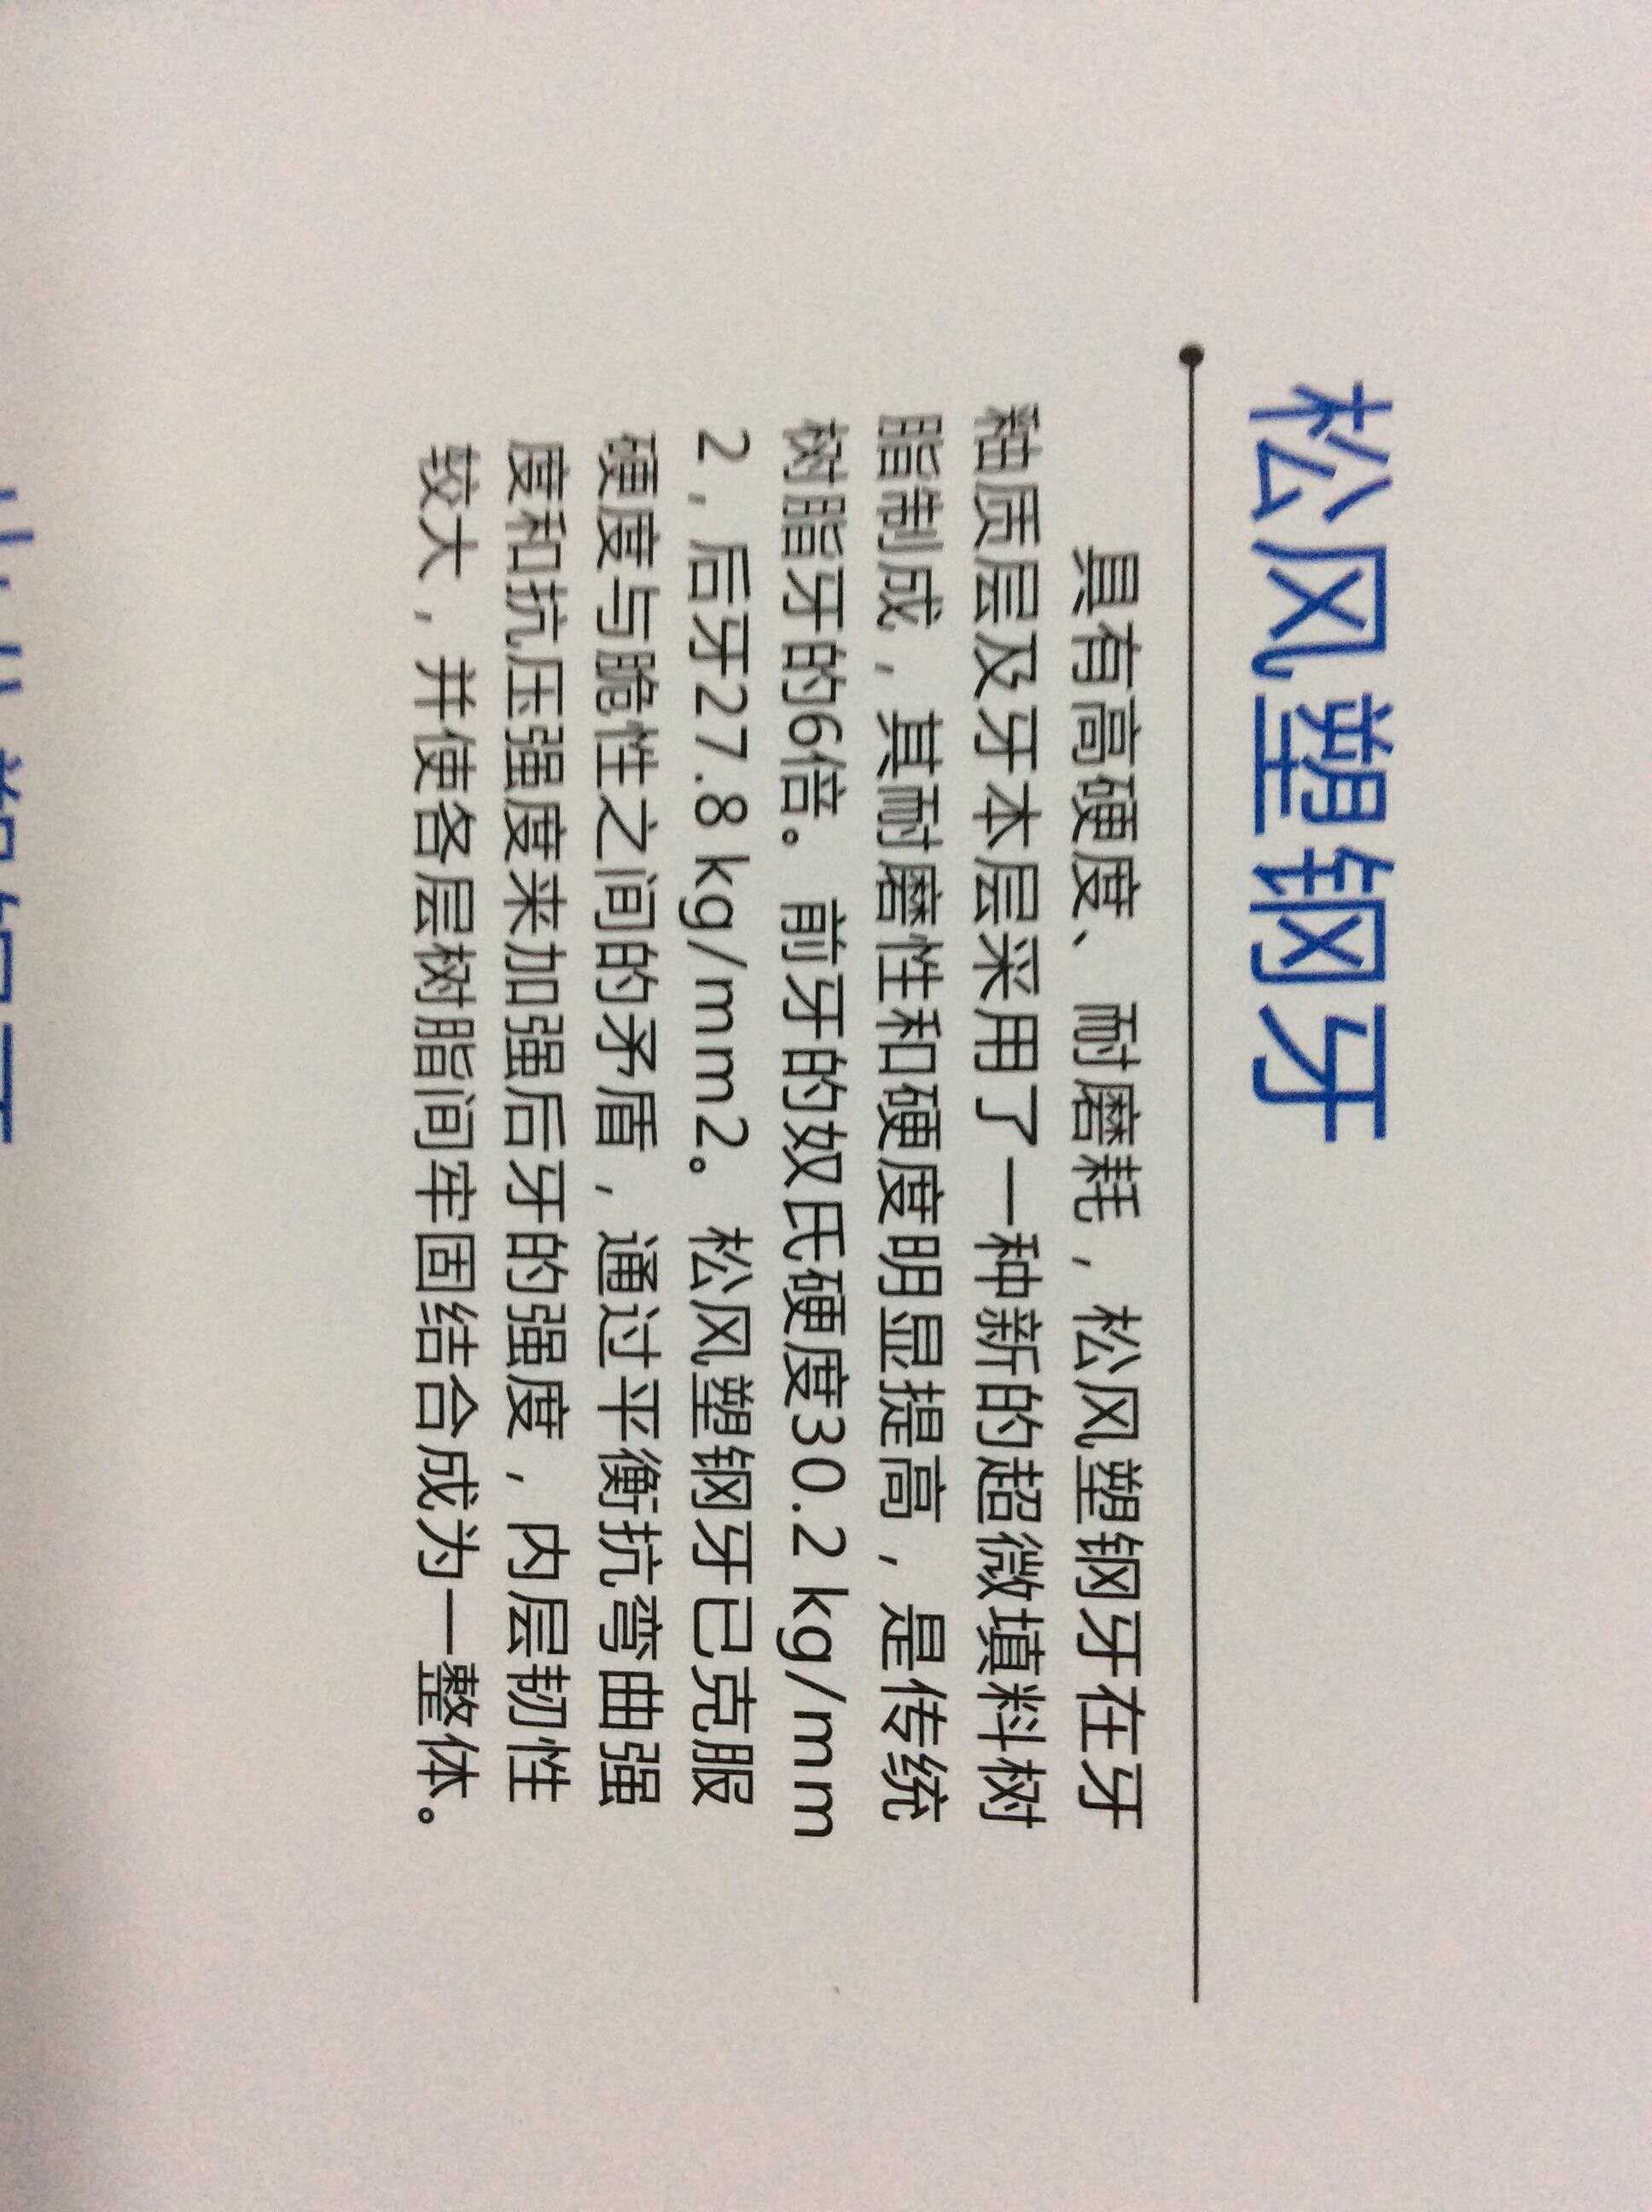 松风塑钢牙
具有高硬度、耐磨耗，松风塑钢牙在牙
釉质层及牙本层采用了一种新的超微填料树
脂制成，其耐磨性和硬度明显提高，是传统
树脂牙的6倍。前牙的奴氏硬度30.2kg/mm
2，后牙27.8kg/mm2。松风塑钢牙已克服
硬度与脆性之间的矛盾，通过平衡抗弯曲强
度和抗压强度来加强后牙的强度，内层韧性
较大，并使各层树脂间牢固结合成为一整体。